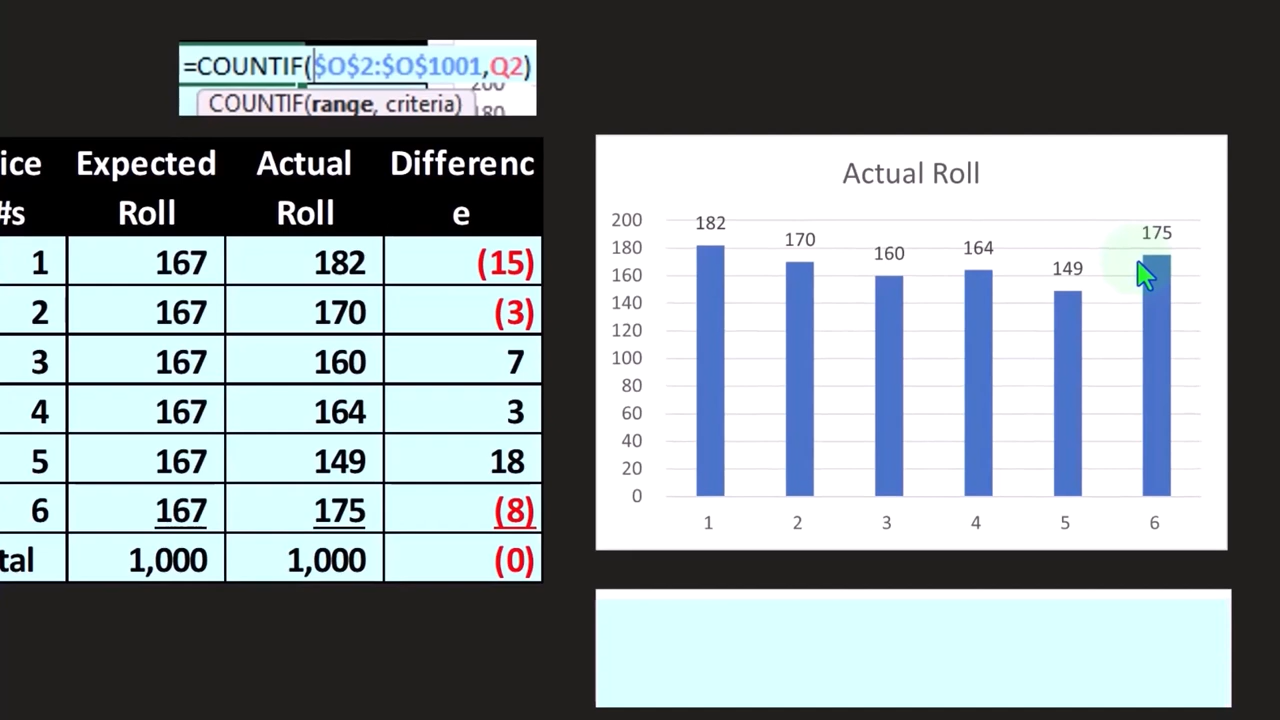 =COUNTIF($O$2:$O$1001,Q2)
COUNTIF(range, criteria)
ice Expected Actual Differenc
#s Roll Roll e
1 167 182 (15)
2 167 170 (3)
3 167 160 7
4 167 164 3
5 167 149 18
6 167 175 (8)
tal 1,000 1,000 (0)
Actual Roll
200
180
160
140
120
100
80
60
40
20
0
182 170 160 164 149 175
1 2 3 4 5 6